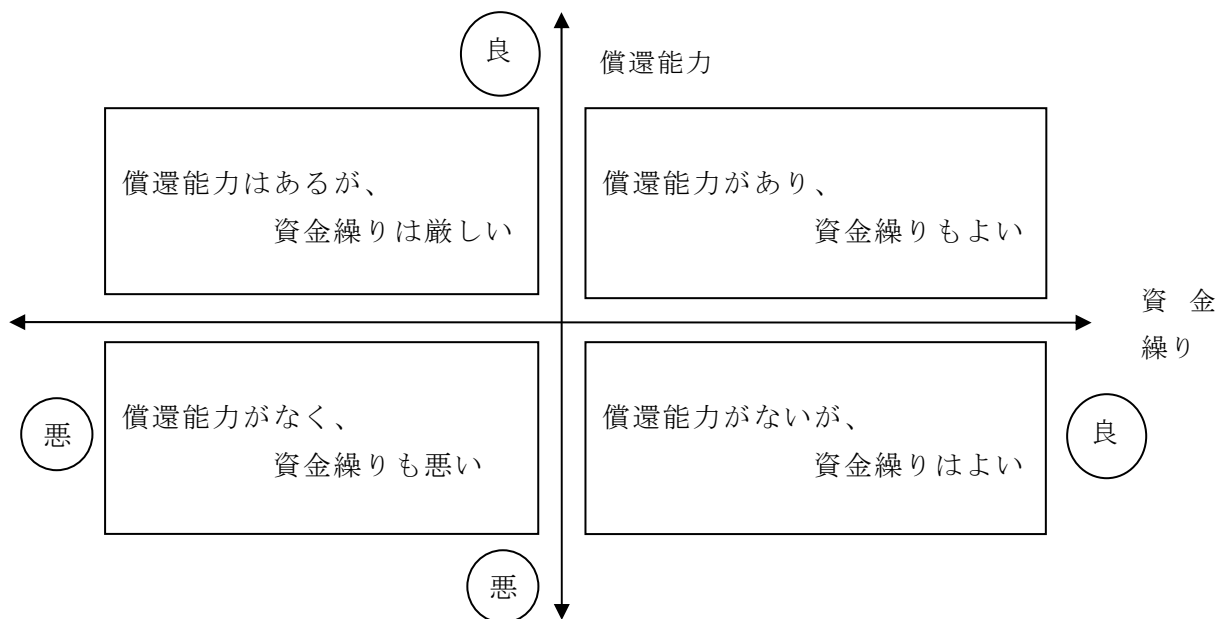 良
償還能力
償還能力はあるが、
資金繰りは厳しい
償還能力があり、
資金繰りもよい
資 金
繰り
償還能力がなく、
資金繰りも悪い
償還能力がないが、
資金繰りはよい
悪
良
悪